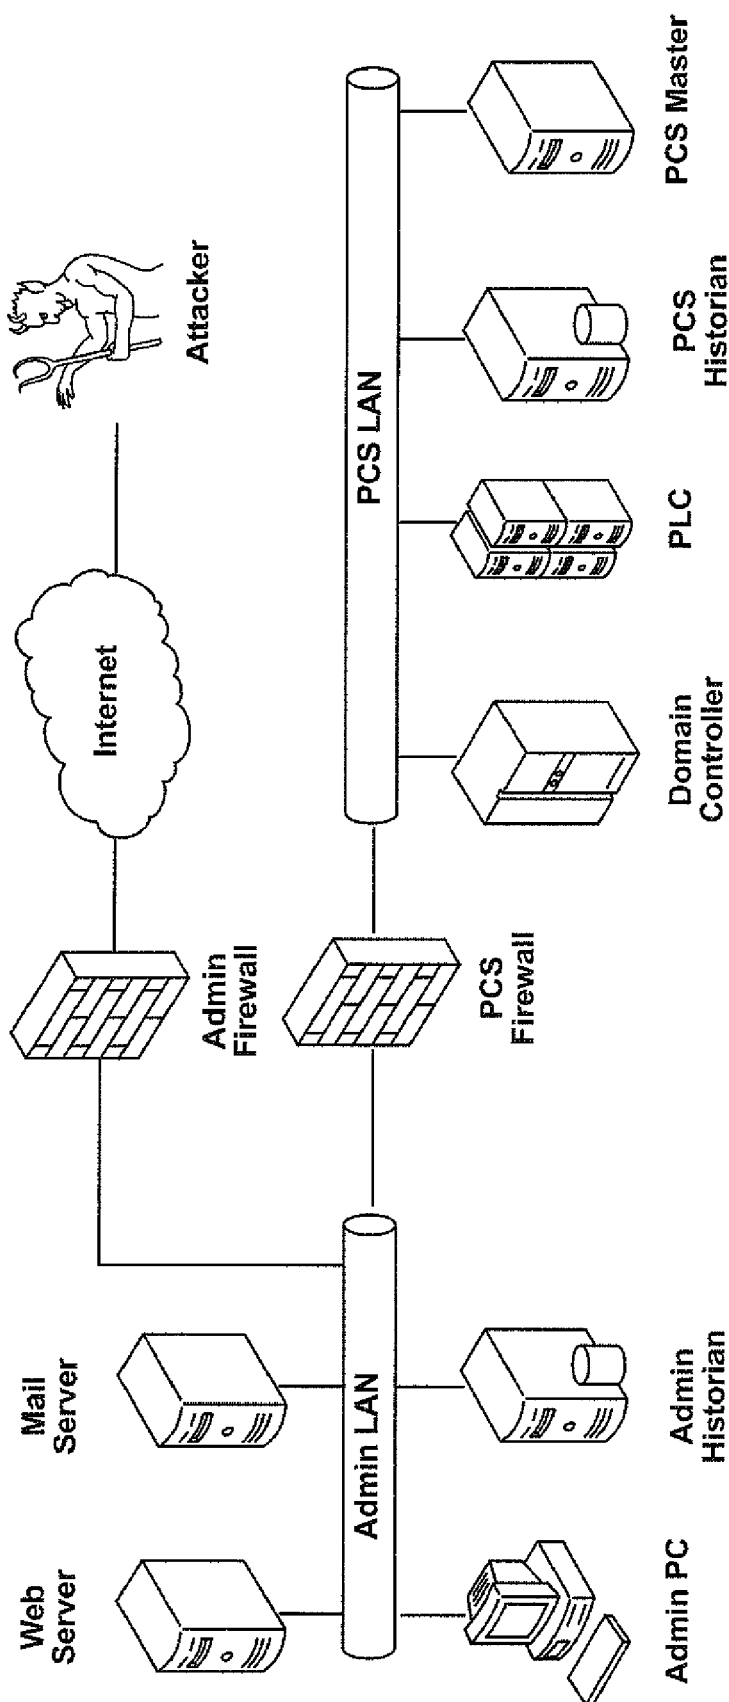 Web
Server
Mail
Server
Admin
Firewall
Internet
Attacker
Admin LAN
PCS
Firewall
PCS LAN
Admin PC
Admin
Historian
Domain
Controller
PLC
PCS
Historian
PCS Master